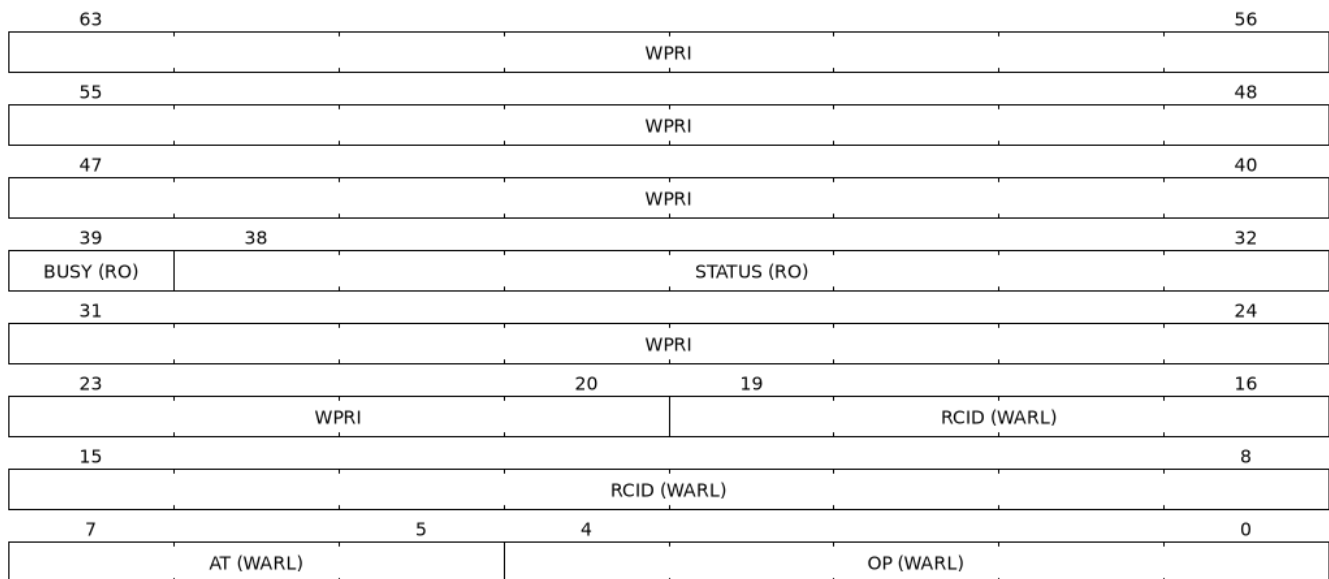 63 56
WPRI
55 48
WPRI
47 40
WPRI
39 38 32
BUSY (RO) STATUS (RO)
31 24
WPRI
23 20 19 16
WPRI RCID (WARL)
15 8
RCID (WARL)
7 5 4 0
AT (WARL) OP (WARL)